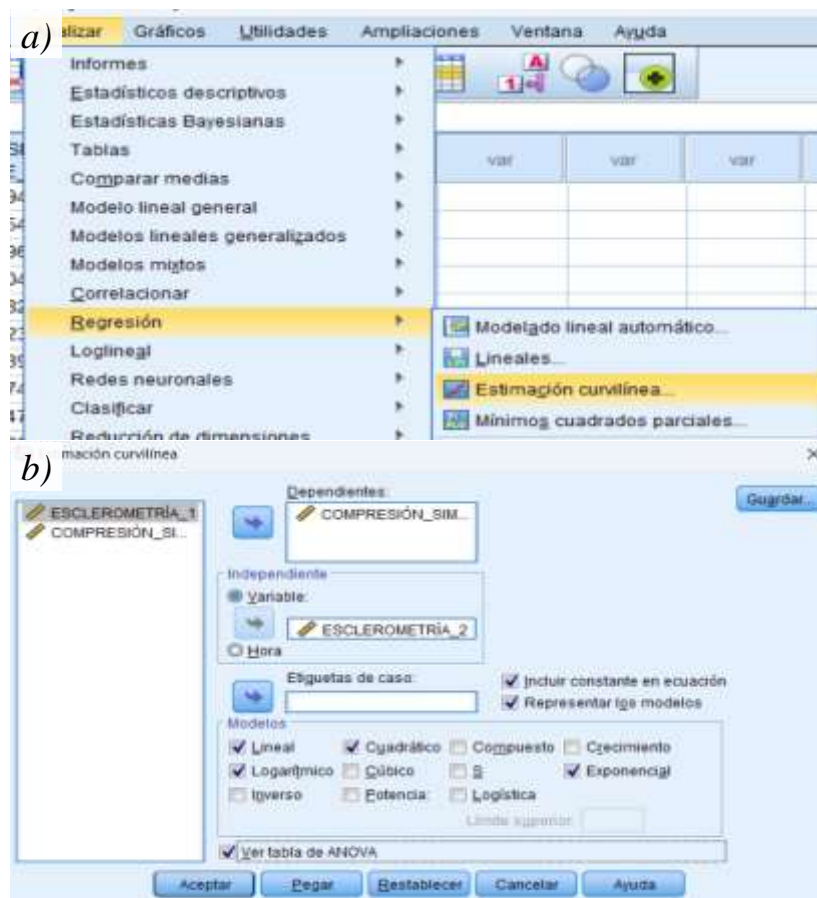 a)
alizar Gráficos Utilidades Ampliaciones Ventana Ayuda
Informes
Estadísticos descriptivos
Estadísticas Bayesianas
Tablas
Comparar medias
Modelo lineal general
Modelos lineales generalizados
Modelos mixtos
Correlacionar
Regresión
Loglineal
Redes neuronales
Clasificar
Reducción de dimensiones
var var var
Modelado lineal automático...
Lineales...
Estimación curvilínea...
Mínimos cuadrados parciales...
b)
mación curvilínea
ESCLEROMETRÍA_1
COMPRESIÓN_SI...
Dependientes:
COMPRESIÓN_SIM...
Guardar...
Independiente
Variable:
ESCLEROMETRÍA_2
Hora
Etiquetas de caso:
Incluir constante en ecuación
Representar los modelos
Modelos
Lineal Cuadrático Compuesto Crecimiento
Logarítmico Cúbico S Exponencial
Inverso Potencia: Logística
Límite superior:
Ver tabla de ANOVA
Aceptar Pegar Restablecer Cancelar Ayuda